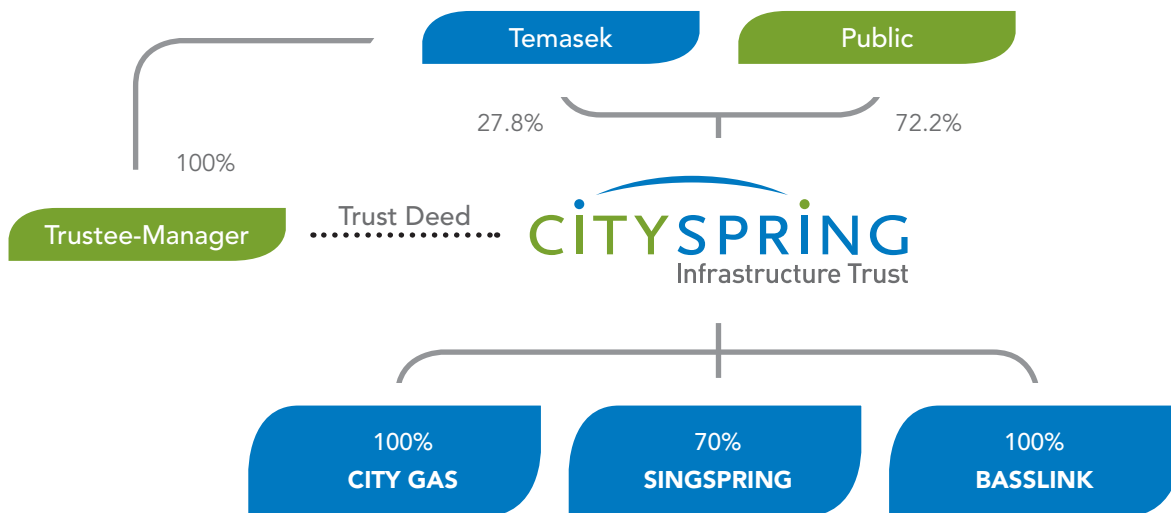 Temasek
Public
27.8%
72.2%
100%
Trustee-Manager
Trust Deed
CiTYSPRiNG
Infrastructure Trust
100%
CITY GAS
70%
SINGSPRING
100%
BASSLINK